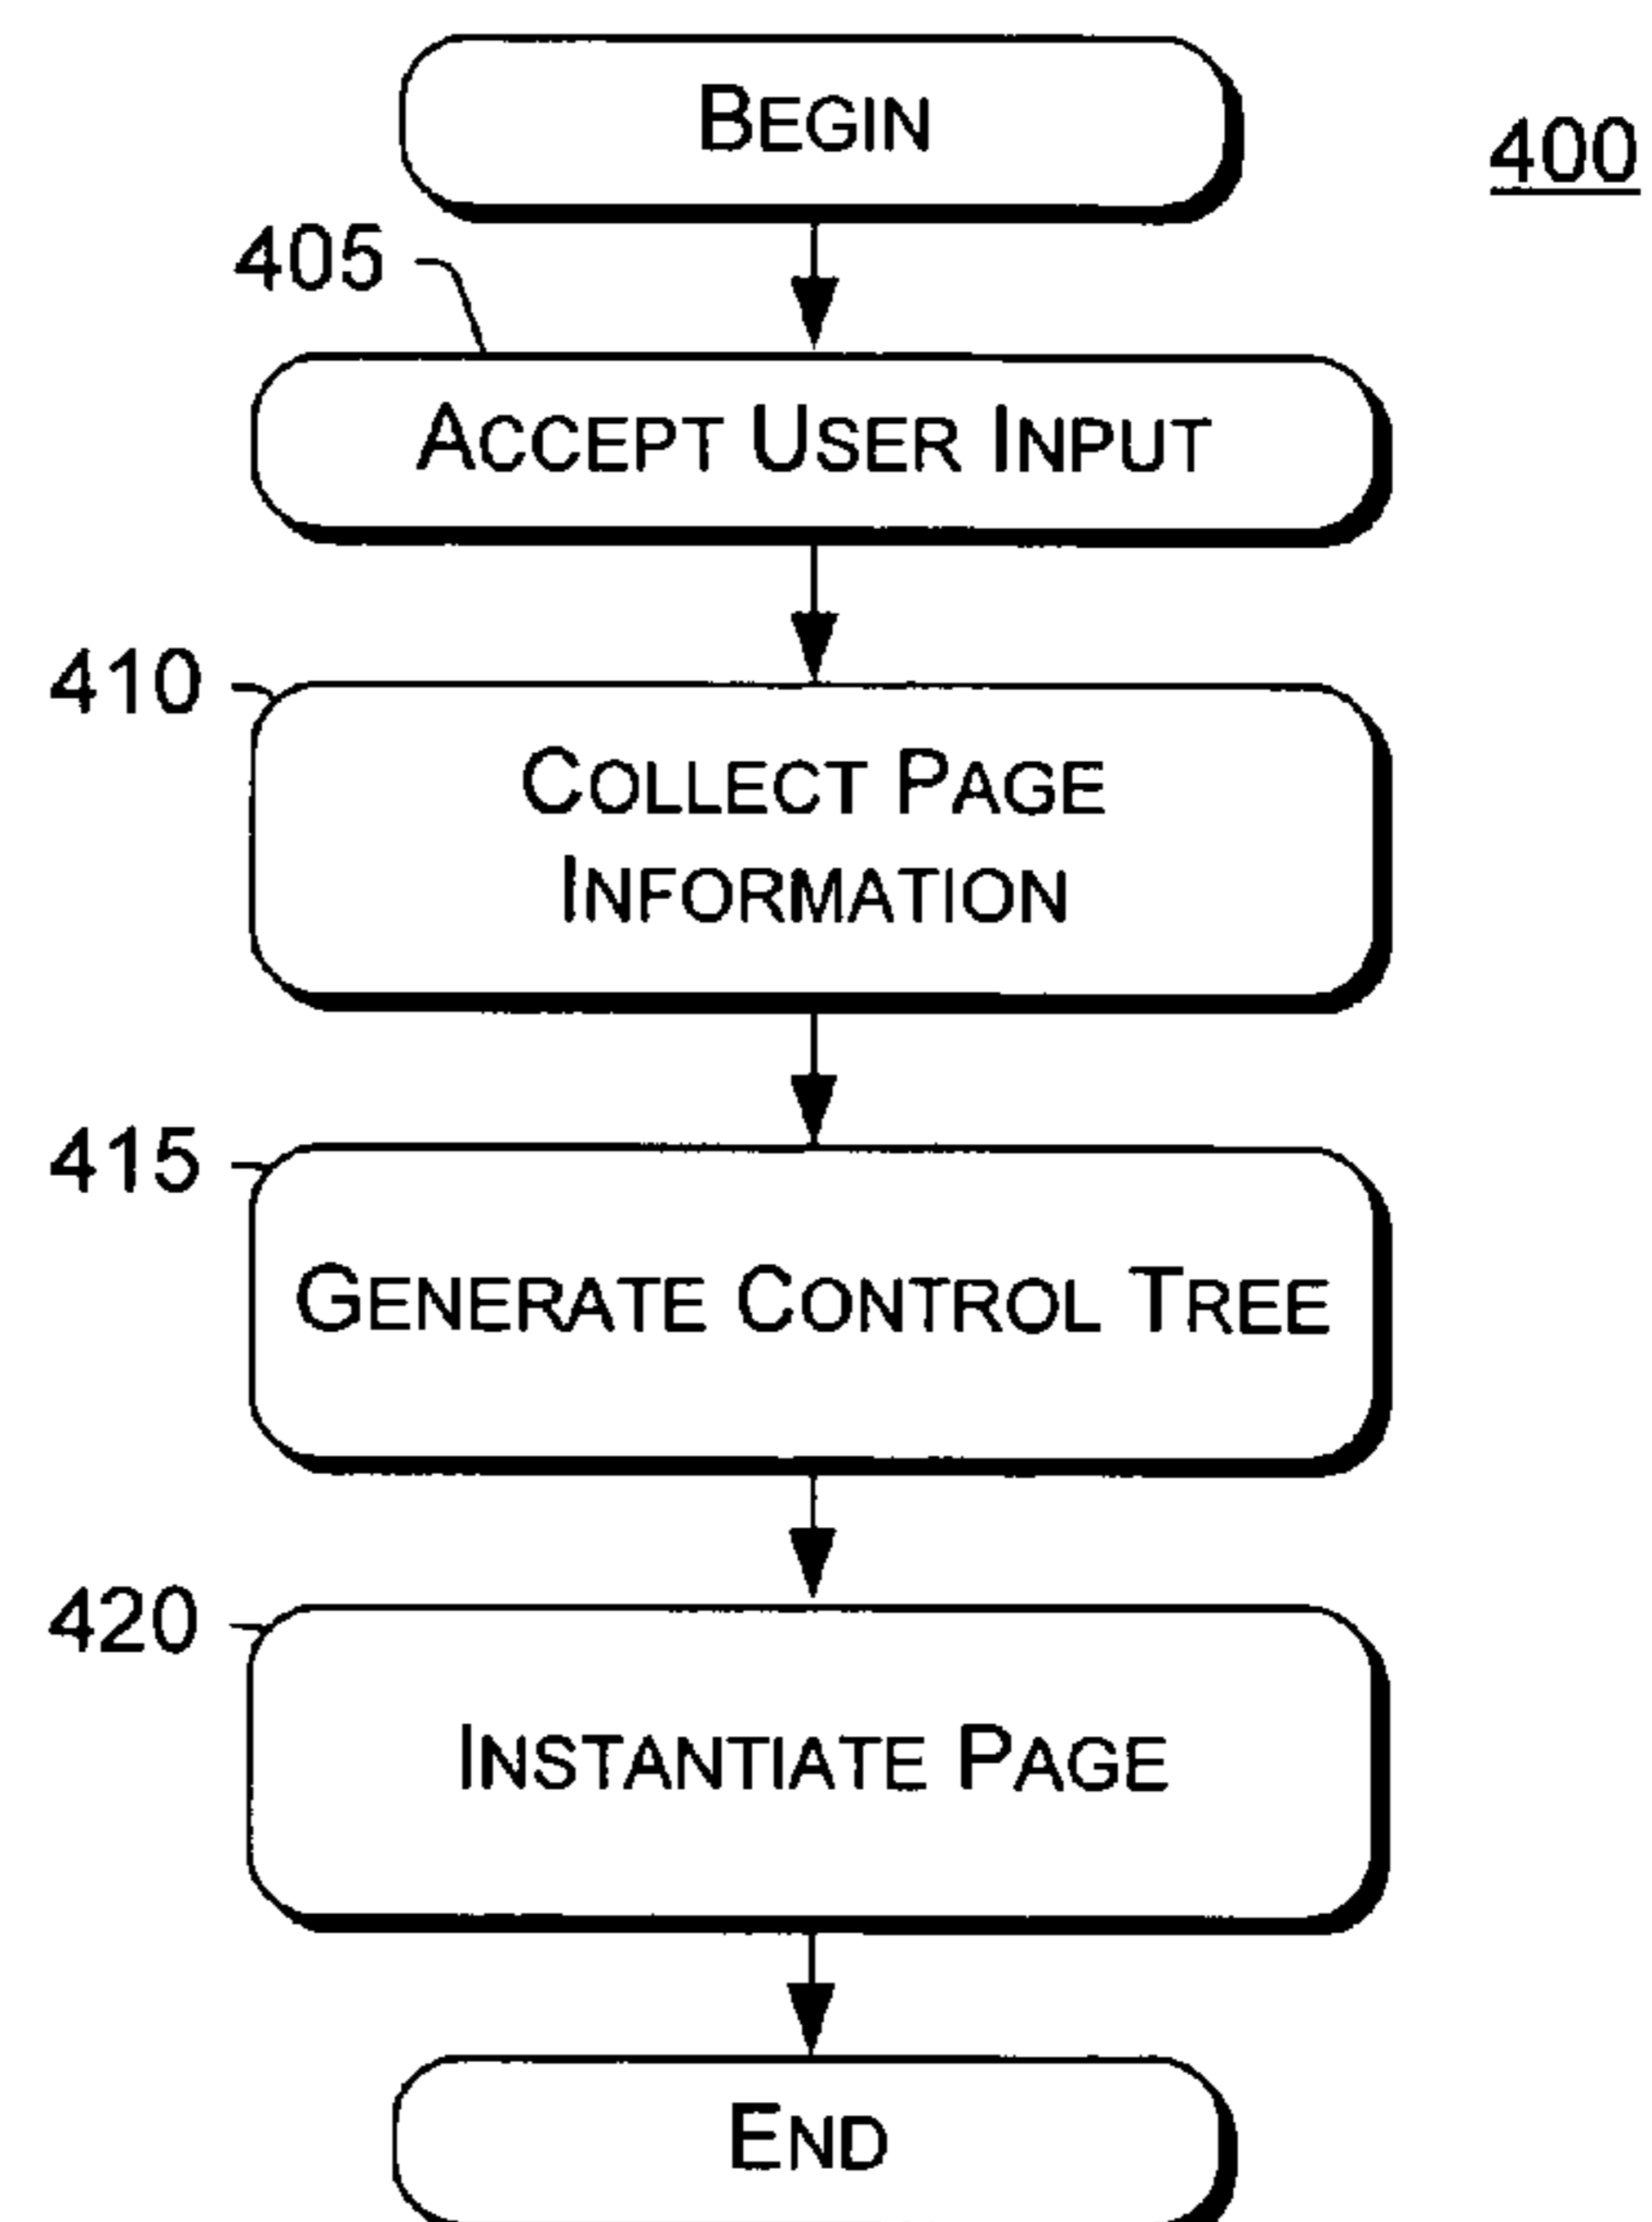 BEGIN
400
405
ACCEPT USER INPUT
410
COLLECT PAGE
INFORMATION
415
GENERATE CONTROL TREE
420
INSTANTIATE PAGE
END